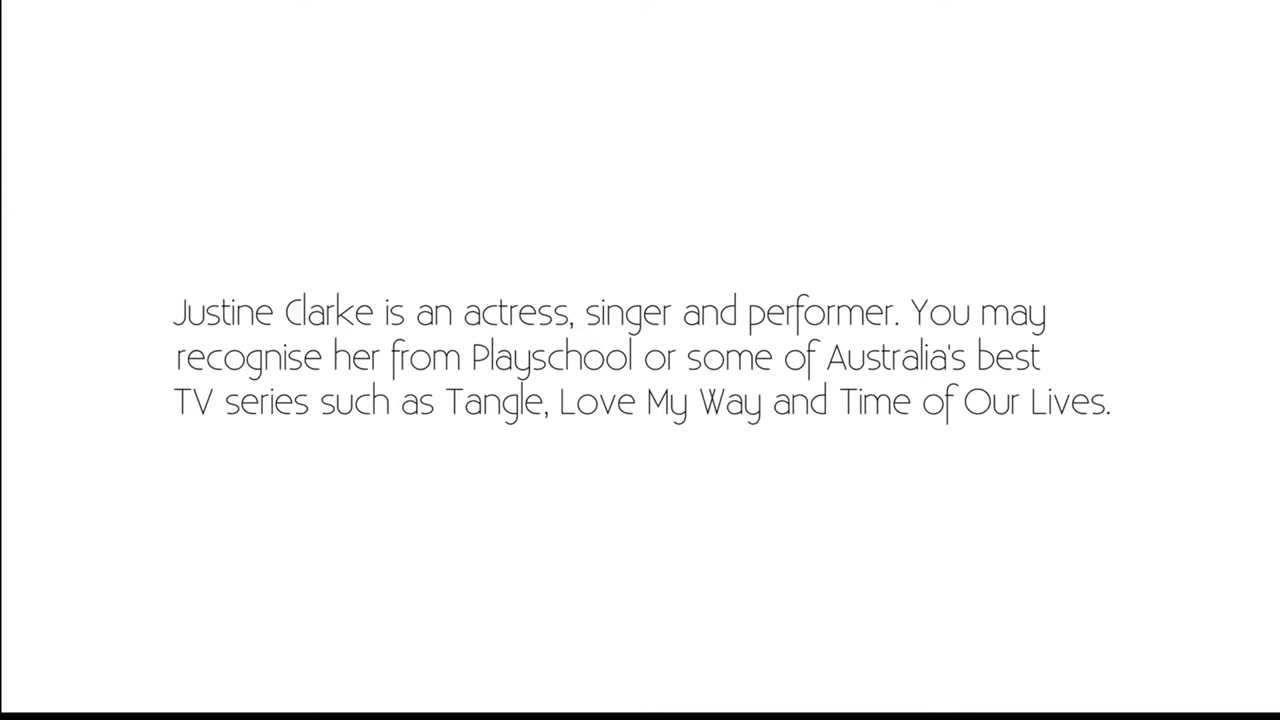 Justine Clarke is an actress, singer and performer. You may
recognise her from Playschool or some of Australia's best
TV series such as Tangle, Love My Way and Time of Our Lives.